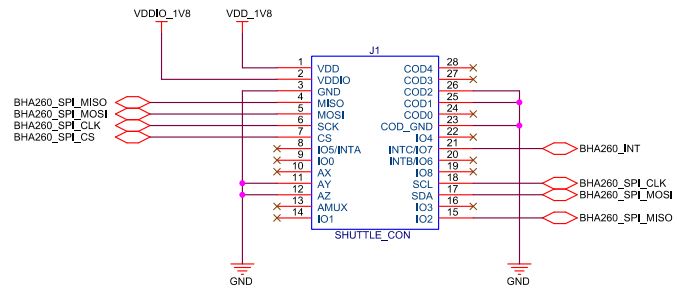 VDDIO_1V8 VDD_1V8
J1
1 VDD COD4 28
2 VDDIO COD3 27
3 GND COD2 26
BHA260_SPI_MISO 4 MISO COD1 25
BHA260_SPI_MOSI 5 MOSI COD0 24
BHA260_SPI_CLK 6 SCK COD_GND 23
BHA260_SPI_CS 7 CS IO4 22
8 IO5/INTA INTC/IO7 21 BHA260_INT
9 IO0 INTB/IO6 20
10 AX IO8 19
11 AY SCL 18 BHA260_SPI_CLK
12 AZ SDA 17 BHA260_SPI_MOSI
13 AMUX IO3 16
14 IO1 IO2 15 BHA260_SPI_MISO
SHUTTLE_CON
GND GND